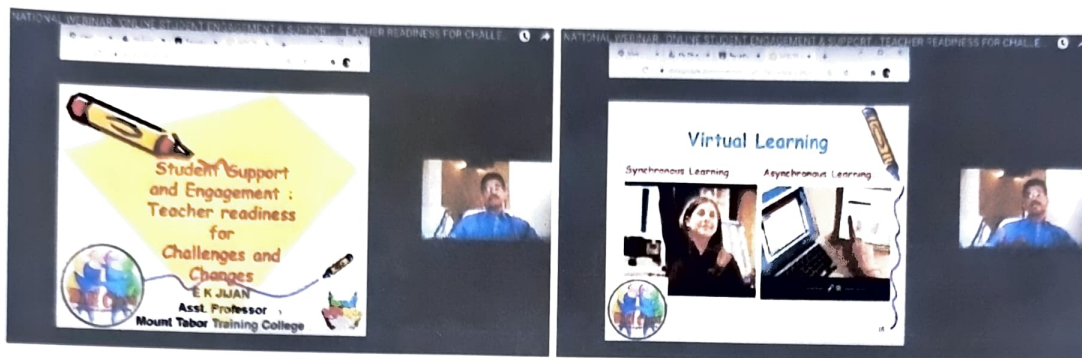 NATIONAL WEBINAR 'ONLINE STUDENT ENGAGEMENT & SUPPORT : TEACHER READINESS FOR CHALLE...
Student Support
and Engagement :
Teacher readiness
for
Challenges and
Changes
E K JIJAN
Asst. Professor
Mount Tabor Training College
NATIONAL WEBINAR 'ONLINE STUDENT ENGAGEMENT & SUPPORT : TEACHER READINESS FOR CHALLE...
Virtual Learning
Synchronous Learning
Asynchronous Learning